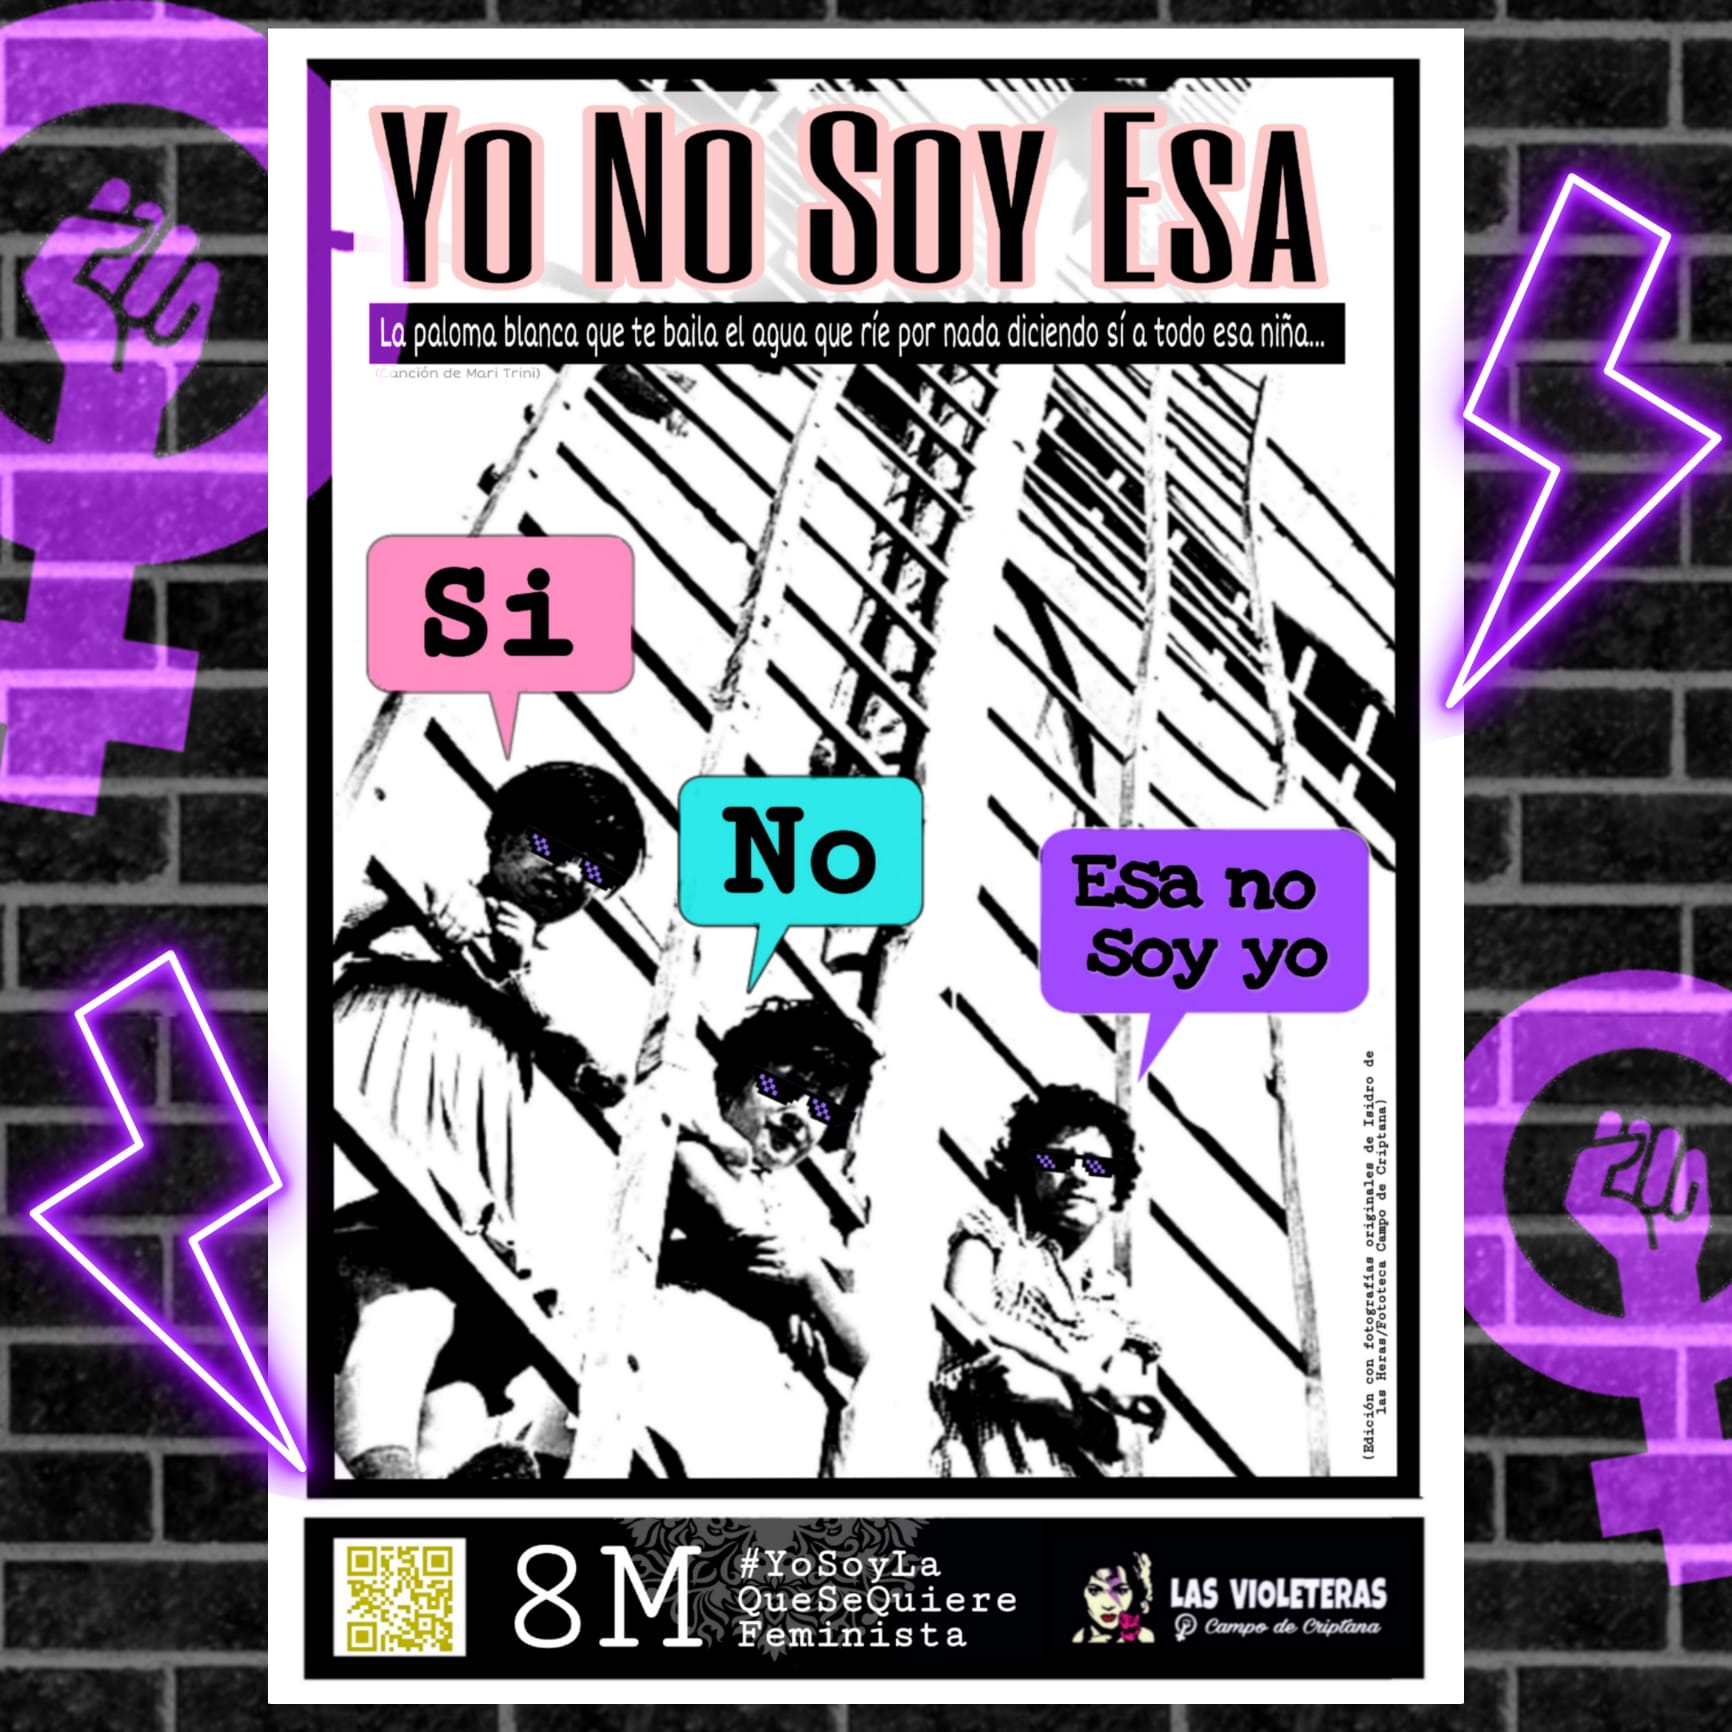 Yo No Soy Esa
La paloma blanca que te baila el agua que ríe por nada diciendo sí a todo esa niña...
(Canción de Mari Trini)
Si
No
Esa no
Soy yo
(Edición con fotografías originales de Isidro de
las Heras/Fototeca Campo de Criptana)
8M
#YoSoyLa
QueSeQuiere
Feminista
LAS VIOLETERAS
Campo de Criptana